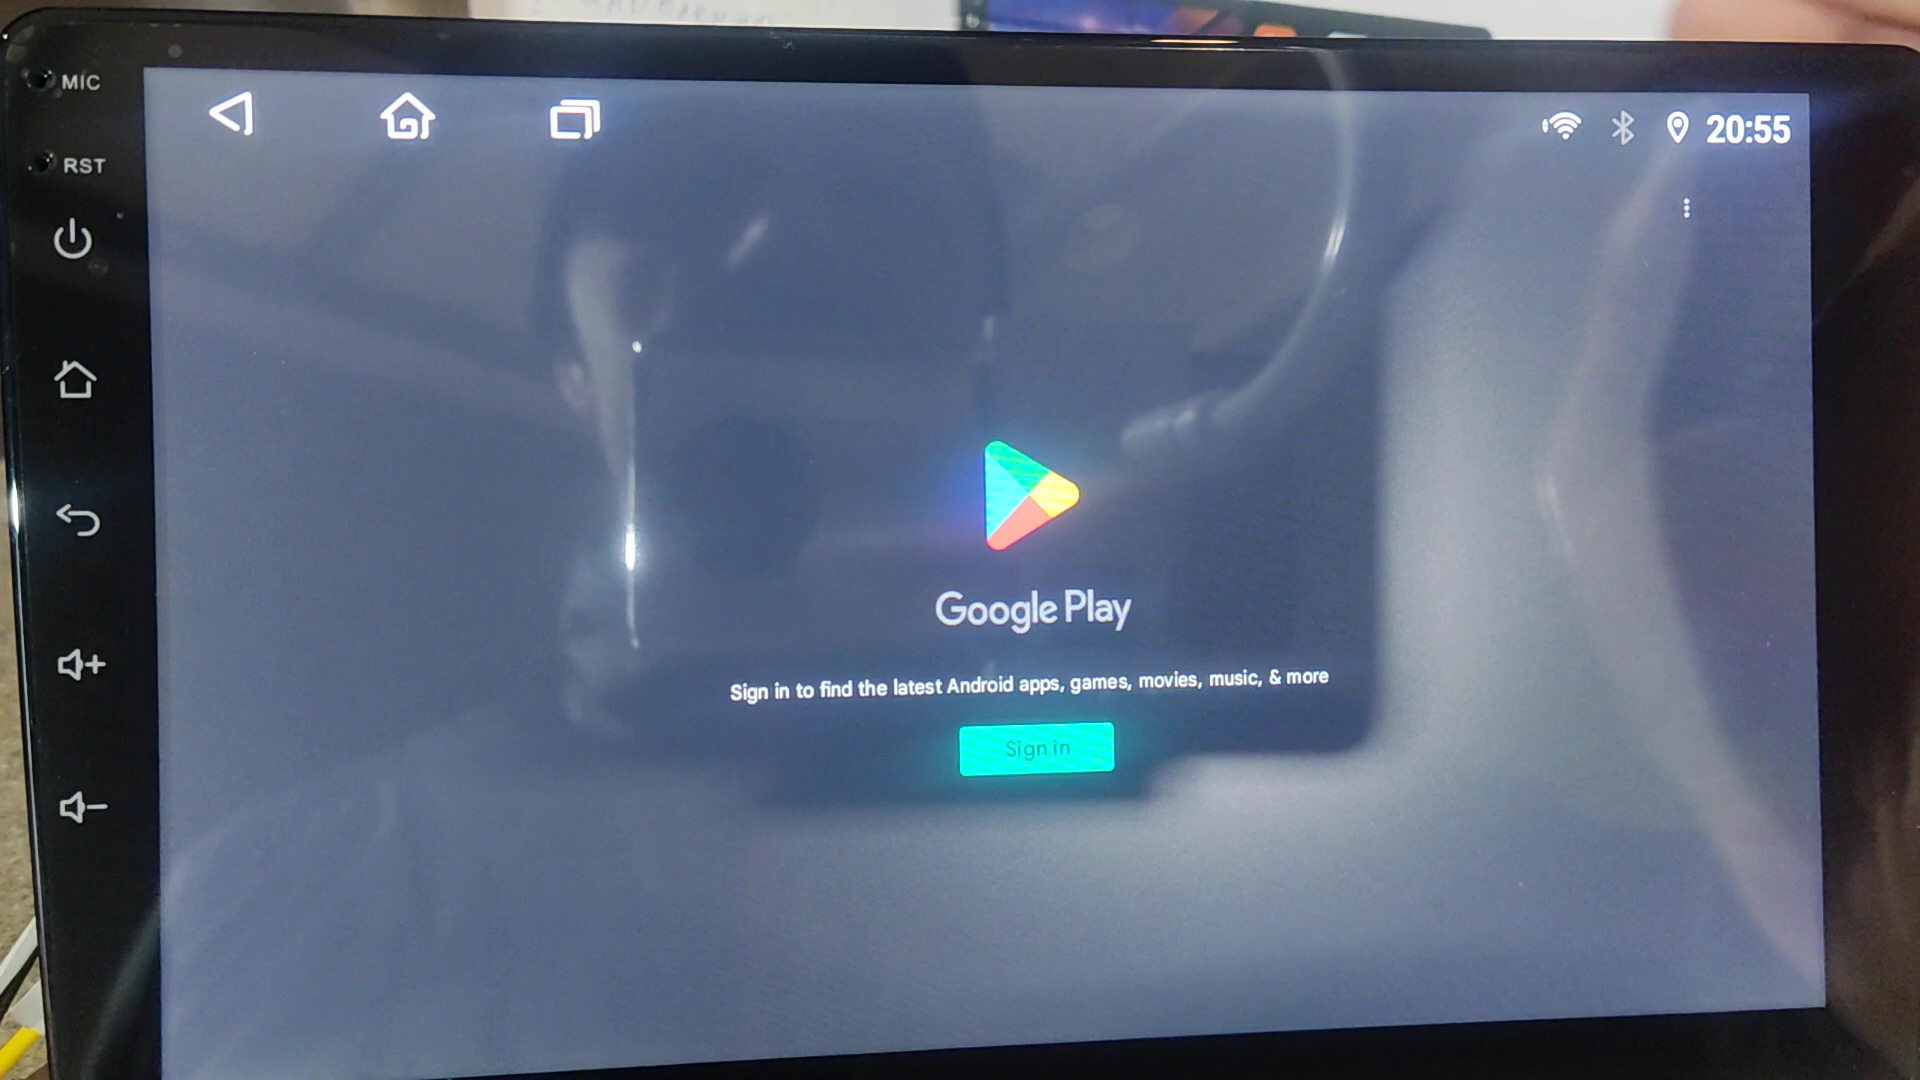 MIC
RST
20:55
Google Play
Sign in to find the latest Android apps, games, movies, music, & more
Sign in